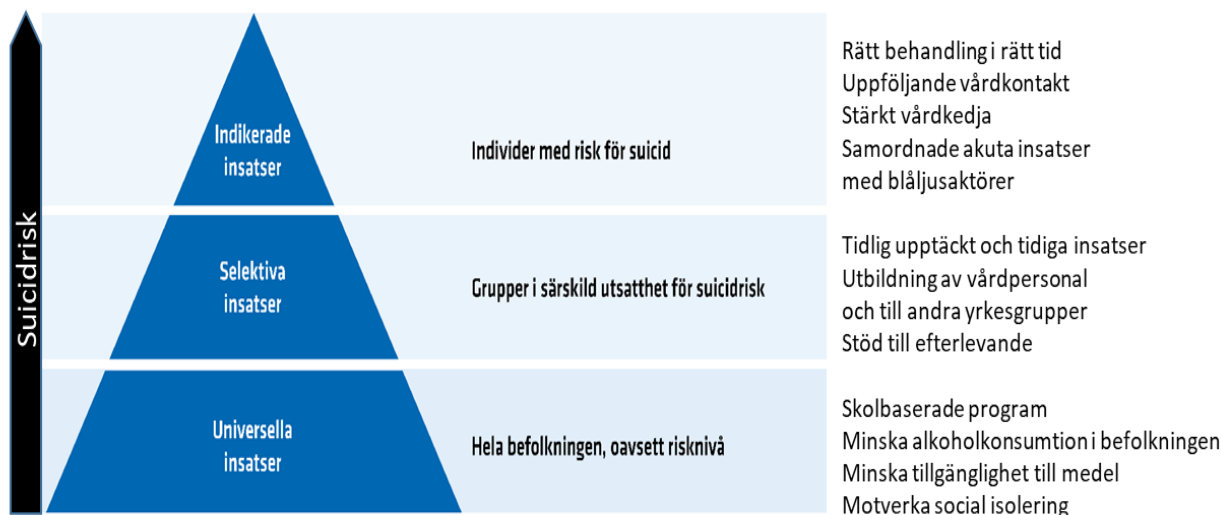 Suicidrisk
Indikerade
insatser
Individer med risk för suicid
Rätt behandling i rätt tid
Uppföljande vårdkontakt
Stärkt vårdkedja
Samordnade akuta insatser
med blåljusaktörer
Selektiva
insatser
Grupper i särskild utsatthet för suicidrisk
Tidlig upptäckt och tidiga insatser
Utbildning av vårdpersonal
och till andra yrkesgrupper
Stöd till efterlevande
Universella
insatser
Hela befolkningen, oavsett risknivå
Skolbaserade program
Minska alkoholkonsumtion i befolkningen
Minska tillgänglighet till medel
Motverka social isolering